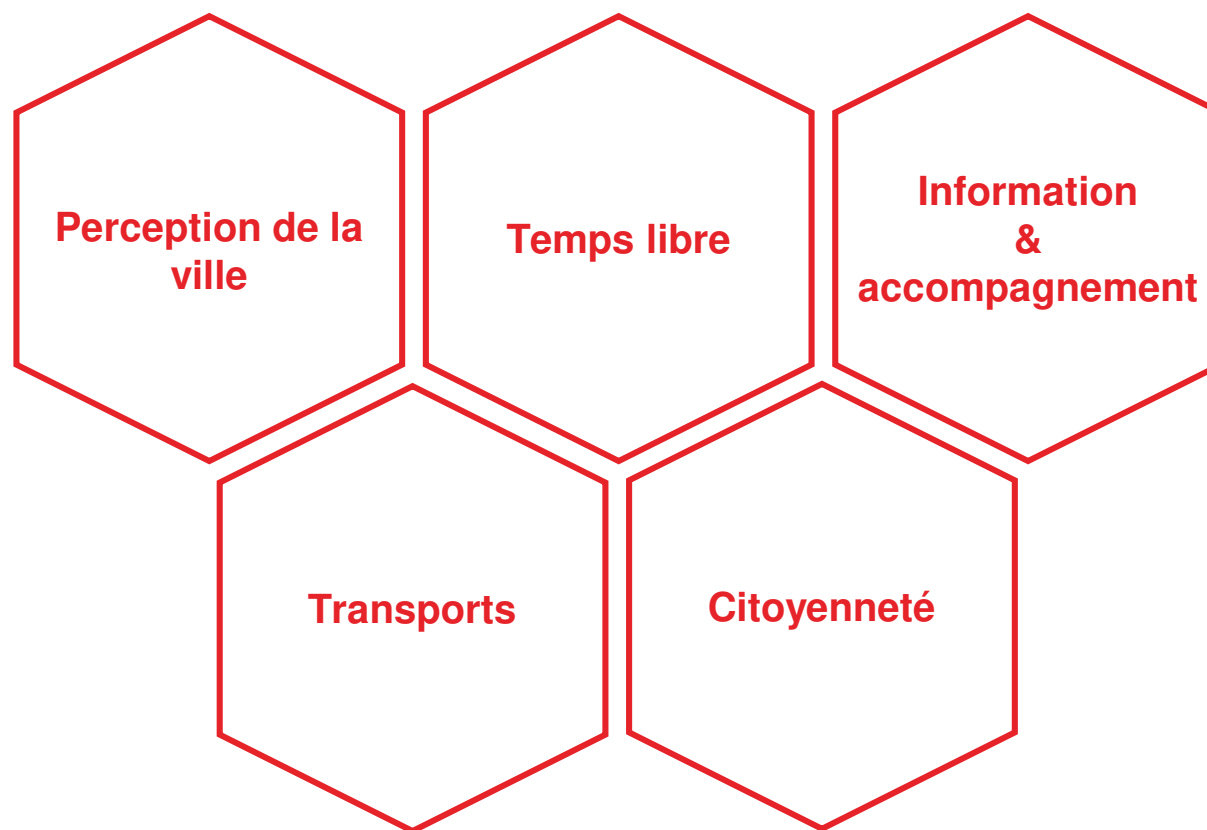 Perception de la
ville
Temps libre
Information
&
accompagnement
Transports
Citoyenneté